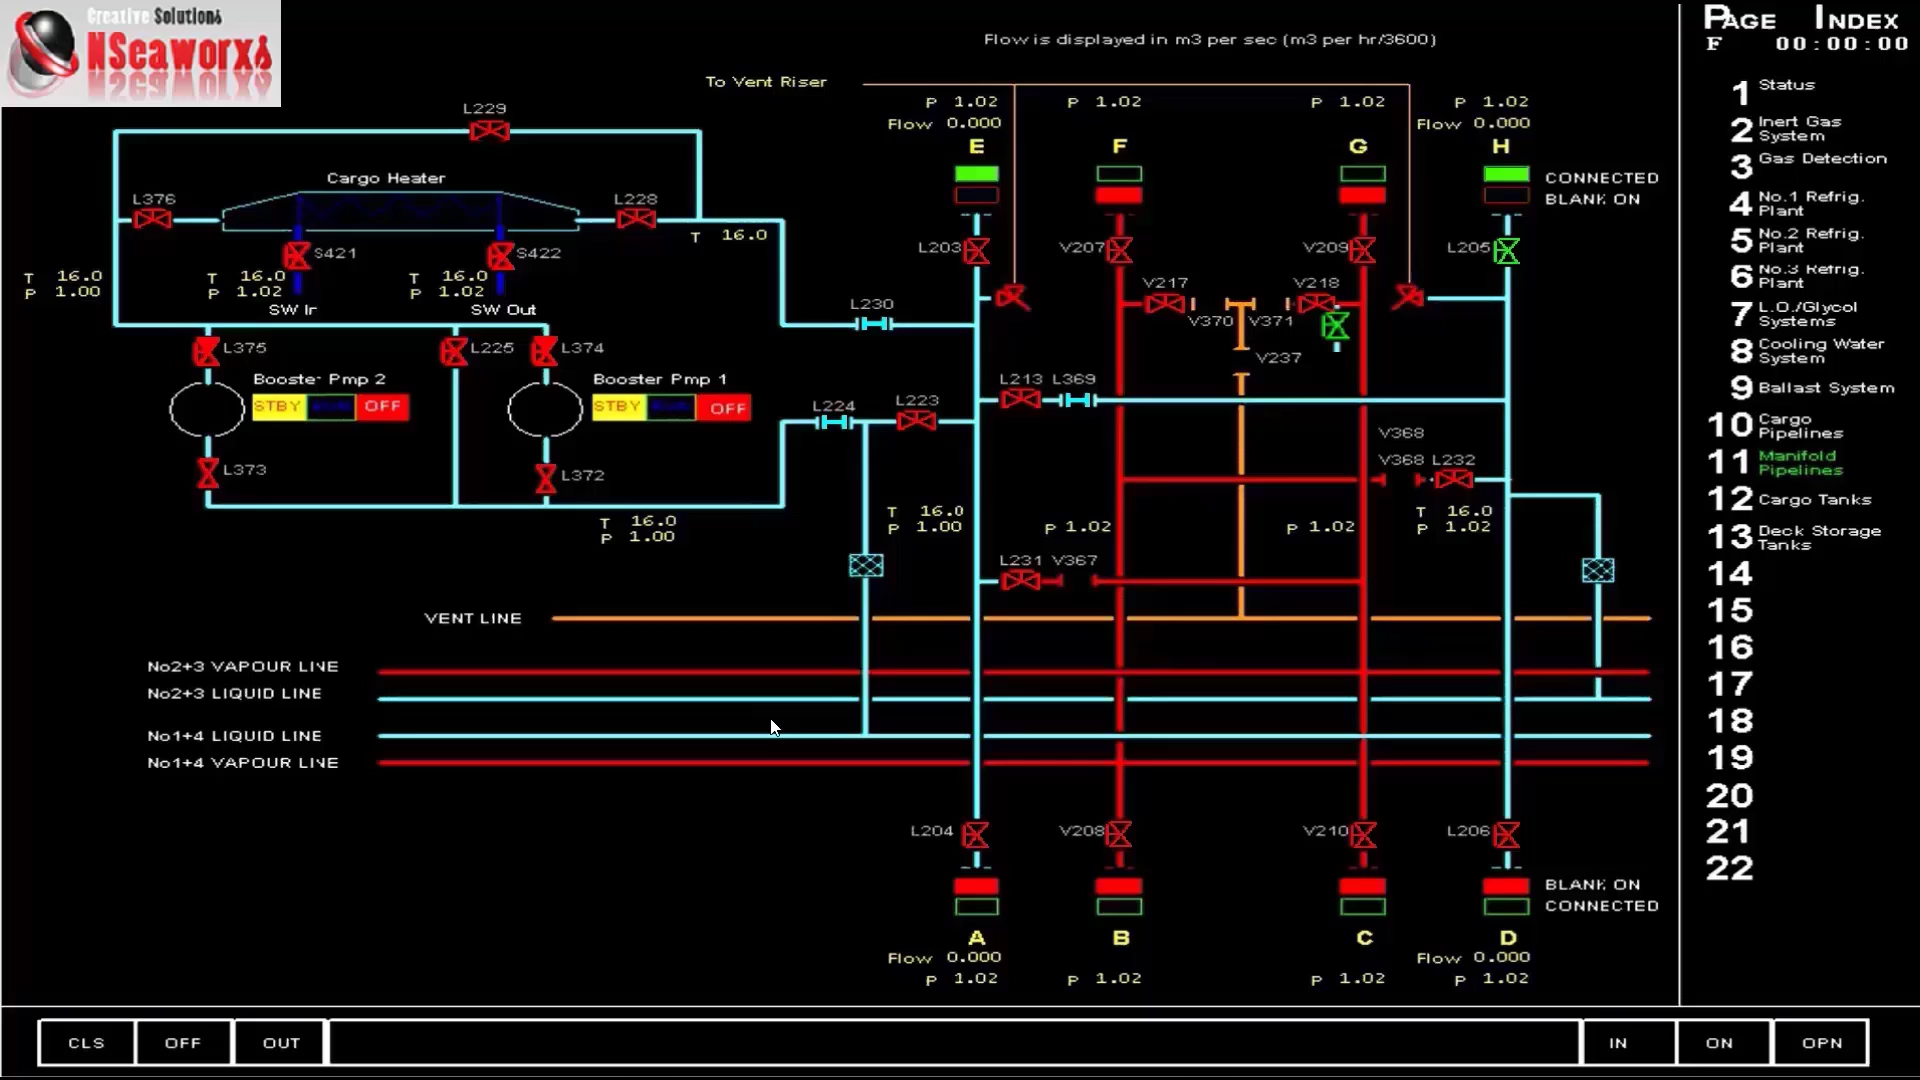 Creative Solutions
NSeaworx
Flow is displayed in m3 per sec (m3 per hr/3600)
To Vent Riser
P 1.02 P 1.02 P 1.02 P 1.02
Flow 0.000 Flow 0.000
E F G H
CONNECTED
BLANK ON
L229
Cargo Heater
L376 L228
T 16.0
S421 S422
L203 V207 V209 L205
T 16.0 T 16.0 T 16.0
P 1.00 P 1.02 P 1.02
SW Ir SW Out
V217 V218
L230
V370 V371
V237
L375 L225 L374
Booster Pmp 2 Booster Pmp 1
STBY OFF STBY OFF
L213 L369
L224 L223
V368
V368 L232
L373 L372
T 16.0
P 1.00
T 16.0
P 1.00
P 1.02 P 1.02
T 16.0
P 1.02
L231 V367
VENT LINE
No2+3 VAPOUR LINE
No2+3 LIQUID LINE
No1+4 LIQUID LINE
No1+4 VAPOUR LINE
L204 V208 V210 L206
BLANK ON
CONNECTED
A B C D
Flow 0.000 Flow 0.000
P 1.02 P 1.02 P 1.02 P 1.02
PAGE INDEX
F 00:00:00
1 Status
2 Inert Gas
System
3 Gas Detection
4 No.1 Refrig.
Plant
5 No.2 Refrig.
Plant
6 No.3 Refrig.
Plant
7 L.O./Glycol
Systems
8 Cooling Water
System
9 Ballast System
10 Cargo
Pipelines
11 Manifold
Pipelines
12 Cargo Tanks
13 Deck Storage
Tanks
14
15
16
17
18
19
20
21
22
CLS OFF OUT IN ON OPN